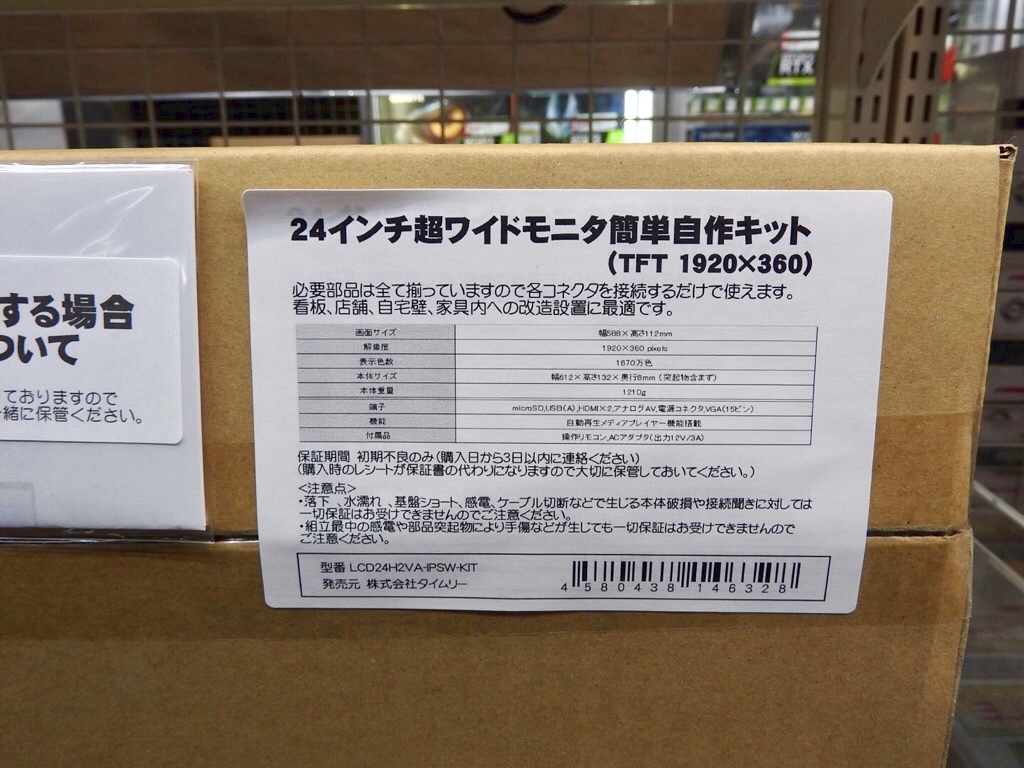 RTX
24インチ超ワイドモニタ簡単自作キット
(TFT 1920×360)
必要部品は全て揃っていますので各コネクタを接続するだけで使えます。
看板、店舗、自宅壁、家具内への改造設置に最適です。
画面サイズ 幅588×高さ112mm
解像度 1920×360 pixels
表示色数 1670万色
本体サイズ 幅612×高さ132×奥行8mm（突起物含まず）
本体重量 1210g
端子 microSD,USB(A),HDMI×2,アナログAV,電源コネクタ,VGA(15ピン)
機能 自動再生メディアプレイヤー機能搭載
付属品 操作リモコン,ACアダプタ(出力12V/3A)
保証期間 初期不良のみ(購入日から3日以内に連絡ください)
(購入時のレシートが保証書の代わりになりますので大切に保管しておいてください。)
<注意点>
・落下 、水濡れ 、基盤ショート、感電、ケーブル切断などで生じる本体破損や接続聞きに対しては
一切保証はお受けできませんのでご注意ください。
・組立最中の感電や部品突起物により手傷などが生しても一切保証はお受けできませんので
ご注意ください。
型番 LCD24H2VA-IPSW-KIT
発売元 株式会社タイムリー
4 580438 146328
する場合
ついて
ておりますので
緒に保管ください。